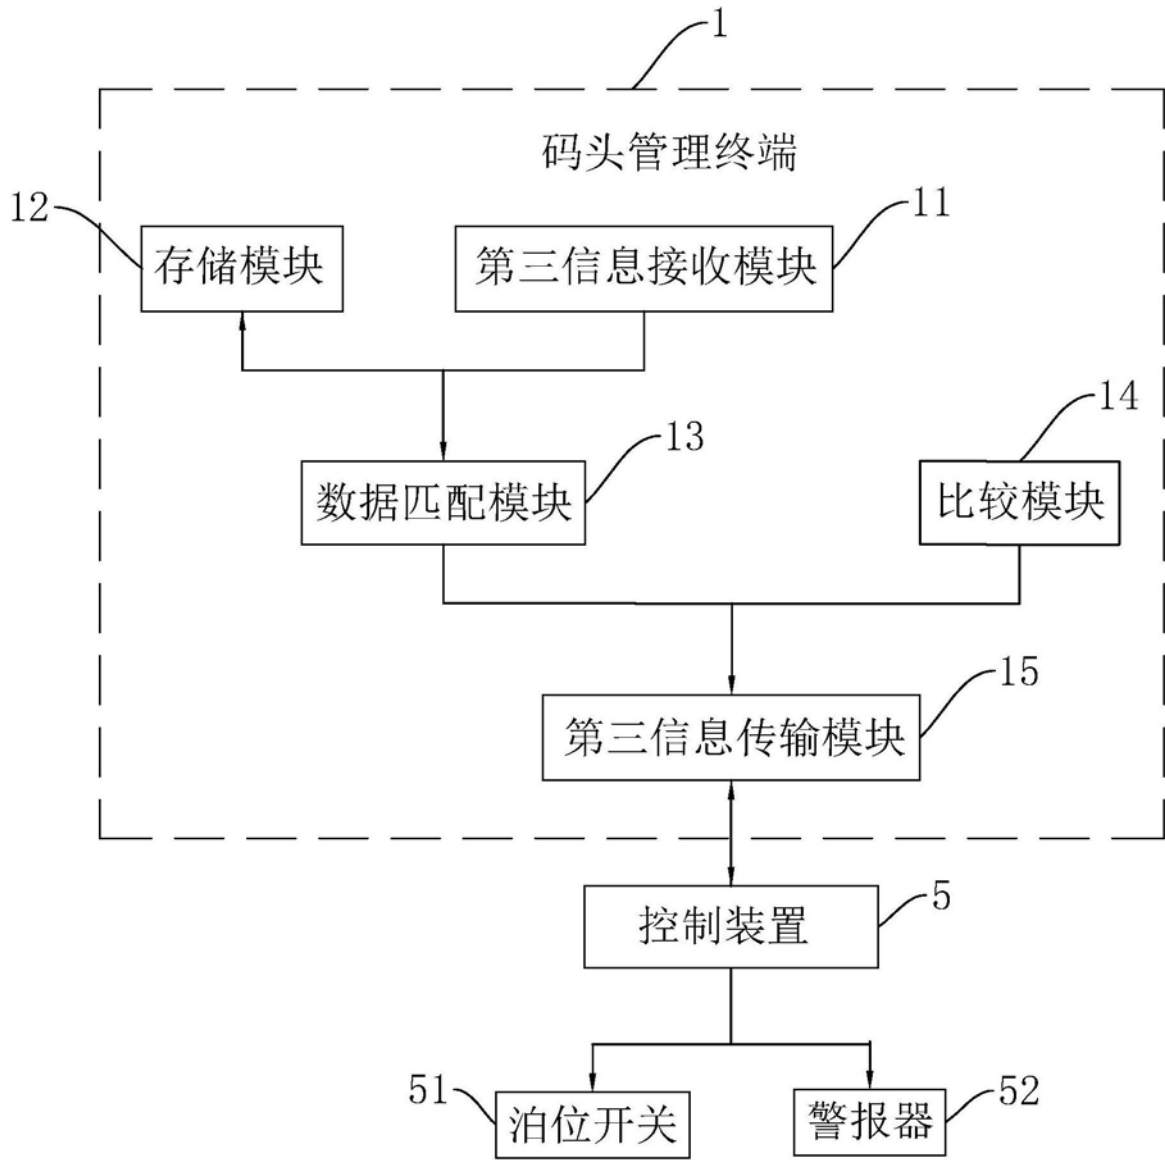 1
码头管理终端
12
存储模块
第三信息接收模块
11
13
数据匹配模块
14
比较模块
15
第三信息传输模块
5
控制装置
51
泊位开关
警报器
52